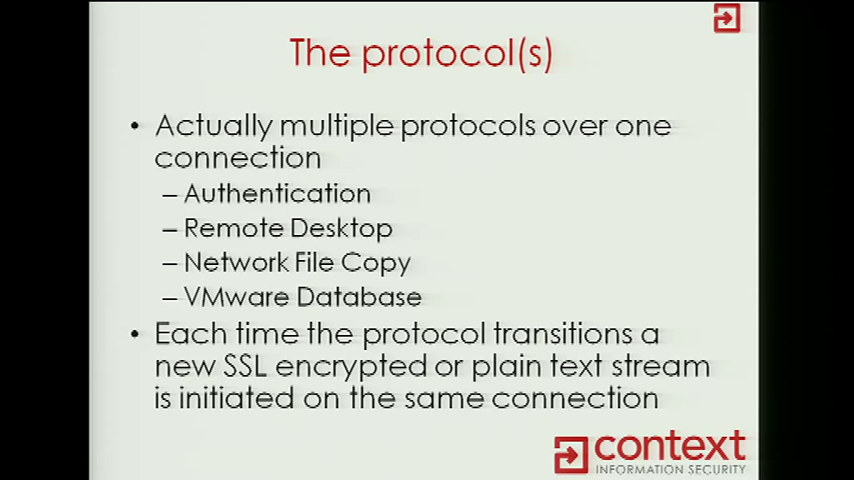 The protocol(s)
• Actually multiple protocols over one
connection
– Authentication
– Remote Desktop
– Network File Copy
– VMware Database
• Each time the protocol transitions a
new SSL encrypted or plain text stream
is initiated on the same connection
context
INFORMATION SECURITY